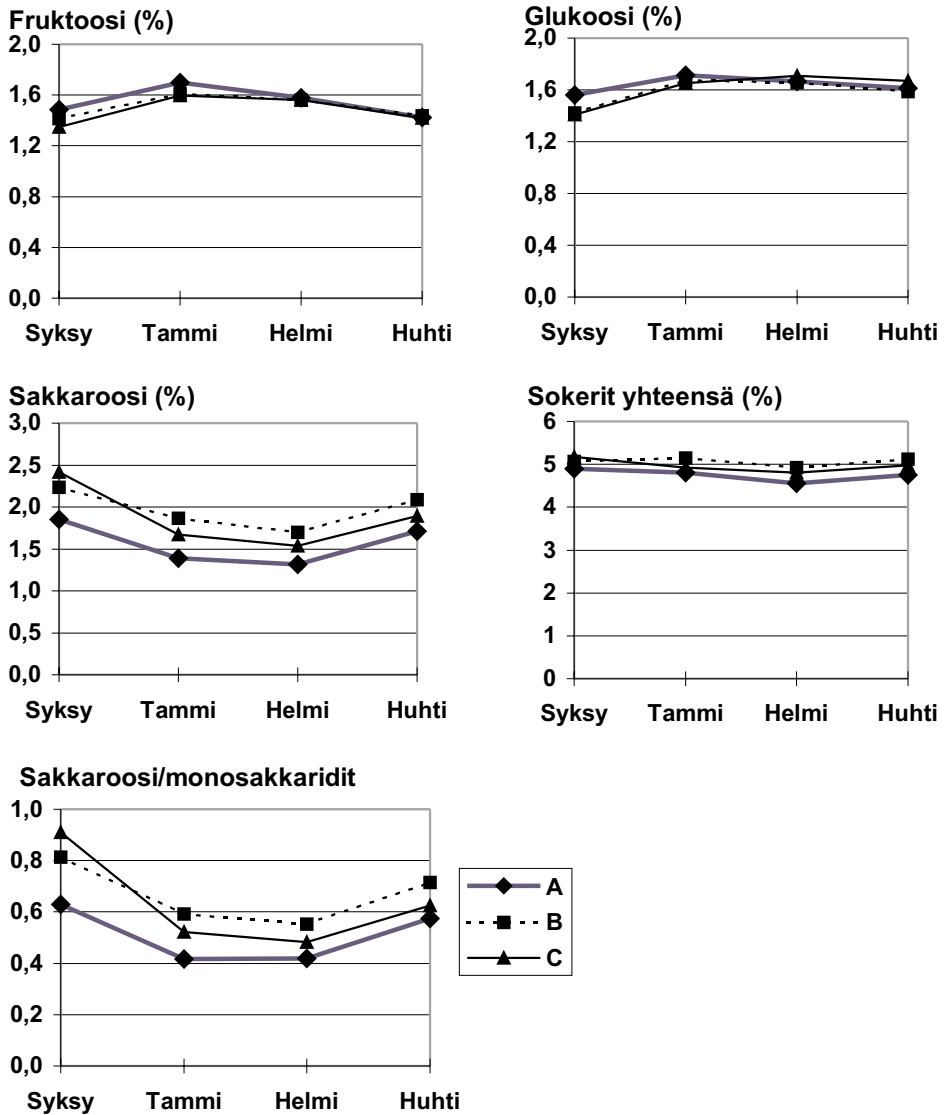 Fruktoosi (%)
2,0
1,6
1,2
0,8
0,4
0,0
Syksy Tammi Helmi Huhti
Glukoosi (%)
2,0
1,6
1,2
0,8
0,4
0,0
Syksy Tammi Helmi Huhti
Sakkaroosi (%)
3,0
2,5
2,0
1,5
1,0
0,5
0,0
Syksy Tammi Helmi Huhti
Sokerit yhteensä (%)
6
5
4
3
2
1
0
Syksy Tammi Helmi Huhti
Sakkaroosi/monosakkaridit
1,0
0,8
0,6
0,4
0,2
0,0
Syksy Tammi Helmi Huhti
A
B
C